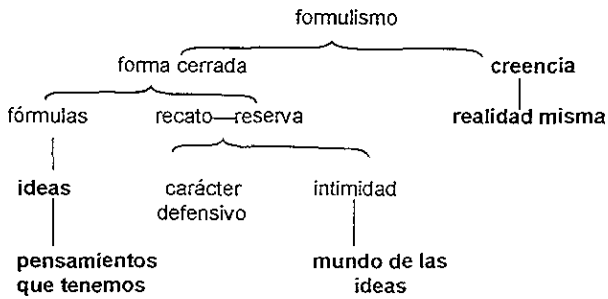 formulismo
forma cerrada creencia
fórmulas recato—reserva realidad misma
ideas carácter intimidad
defensivo
pensamientos mundo de las
que tenemos ideas